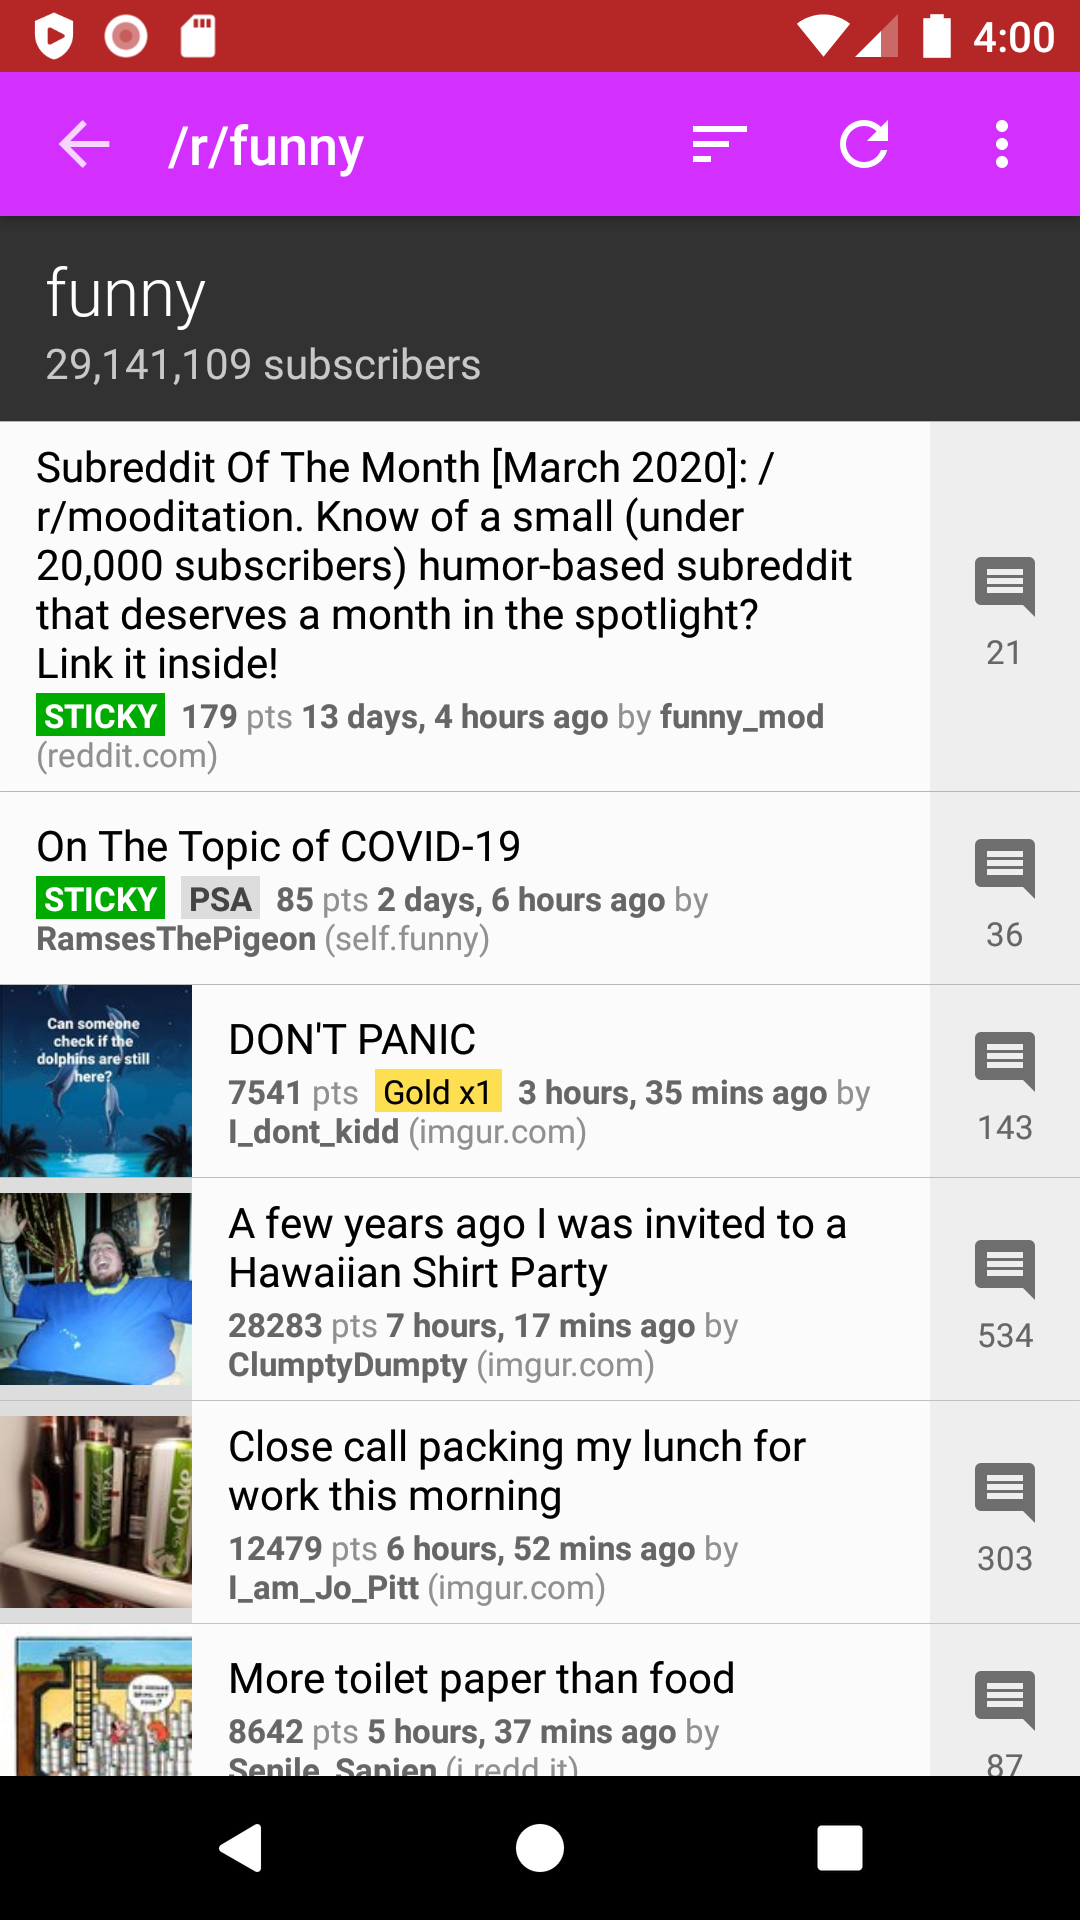 4:00
/r/funny
funny
29,141,109 subscribers
Subreddit Of The Month [March 2020]: /
r/mooditation. Know of a small (under
20,000 subscribers) humor-based subreddit
that deserves a month in the spotlight?
Link it inside!
21
STICKY 179 pts 13 days, 4 hours ago by funny_mod
(reddit.com)
On The Topic of COVID-19
STICKY PSA 85 pts 2 days, 6 hours ago by
RamsesThePigeon (self.funny)
36
Can someone
check if the
dolphins are still
here?
DON'T PANIC
7541 pts Gold x1 3 hours, 35 mins ago by
I_dont_kidd (imgur.com)
143
A few years ago I was invited to a
Hawaiian Shirt Party
28283 pts 7 hours, 17 mins ago by
ClumptyDumpty (imgur.com)
534
Close call packing my lunch for
work this morning
12479 pts 6 hours, 52 mins ago by
I_am_Jo_Pitt (imgur.com)
303
ULTRA
Coke
More toilet paper than food
8642 pts 5 hours, 37 mins ago by
Senile_Sapien (i.redd.it)
87